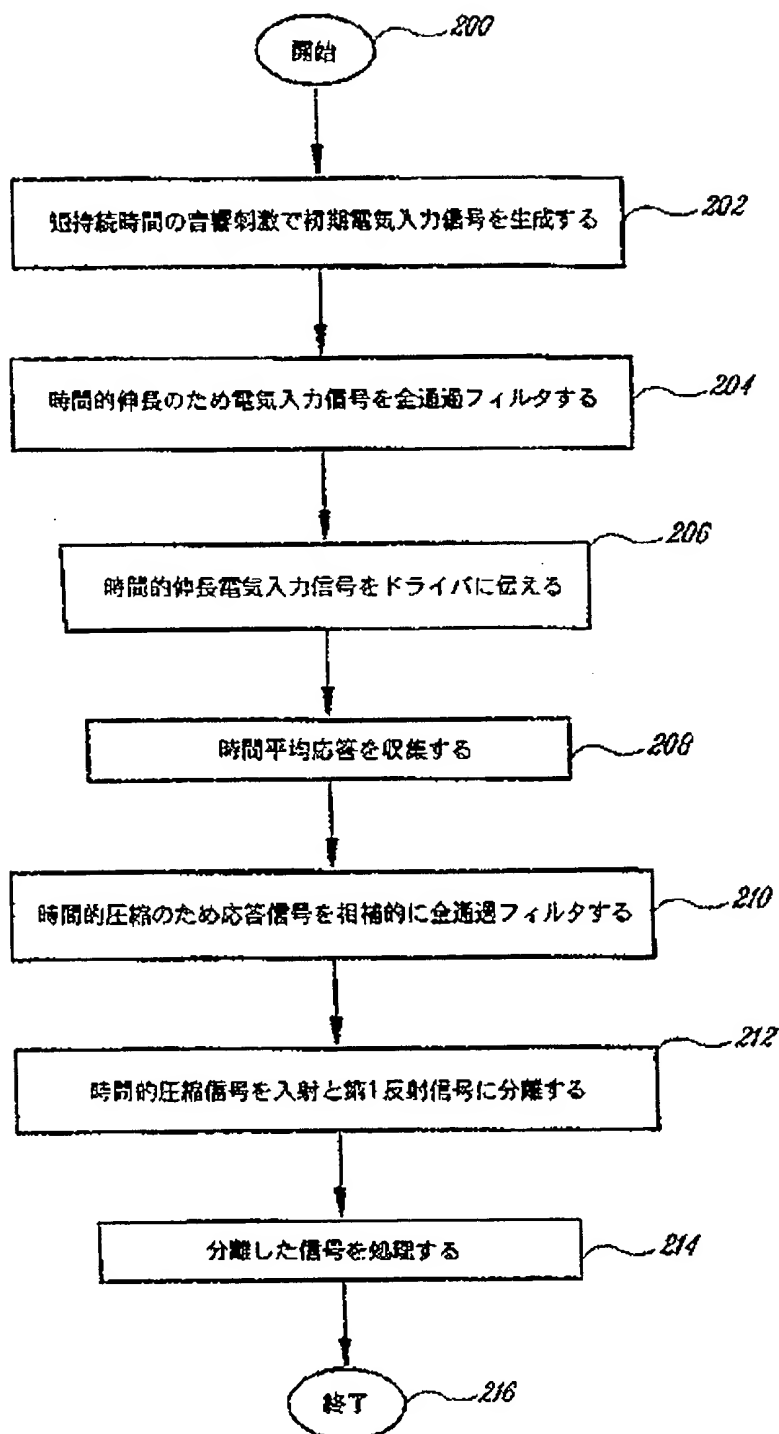 開始
200
短持続時間の音響刺激で初期電気入力信号を生成する
202
時間的伸長のため電気入力信号を全通過フィルタする
204
206
時間的伸長電気入力信号をドライバに伝える
時間平均応答を収集する
208
時間的圧縮のため応答信号を相補的に全通過フィルタする
210
212
時間的圧縮信号を入射と第1反射信号に分離する
分離した信号を処理する
214
終了
216